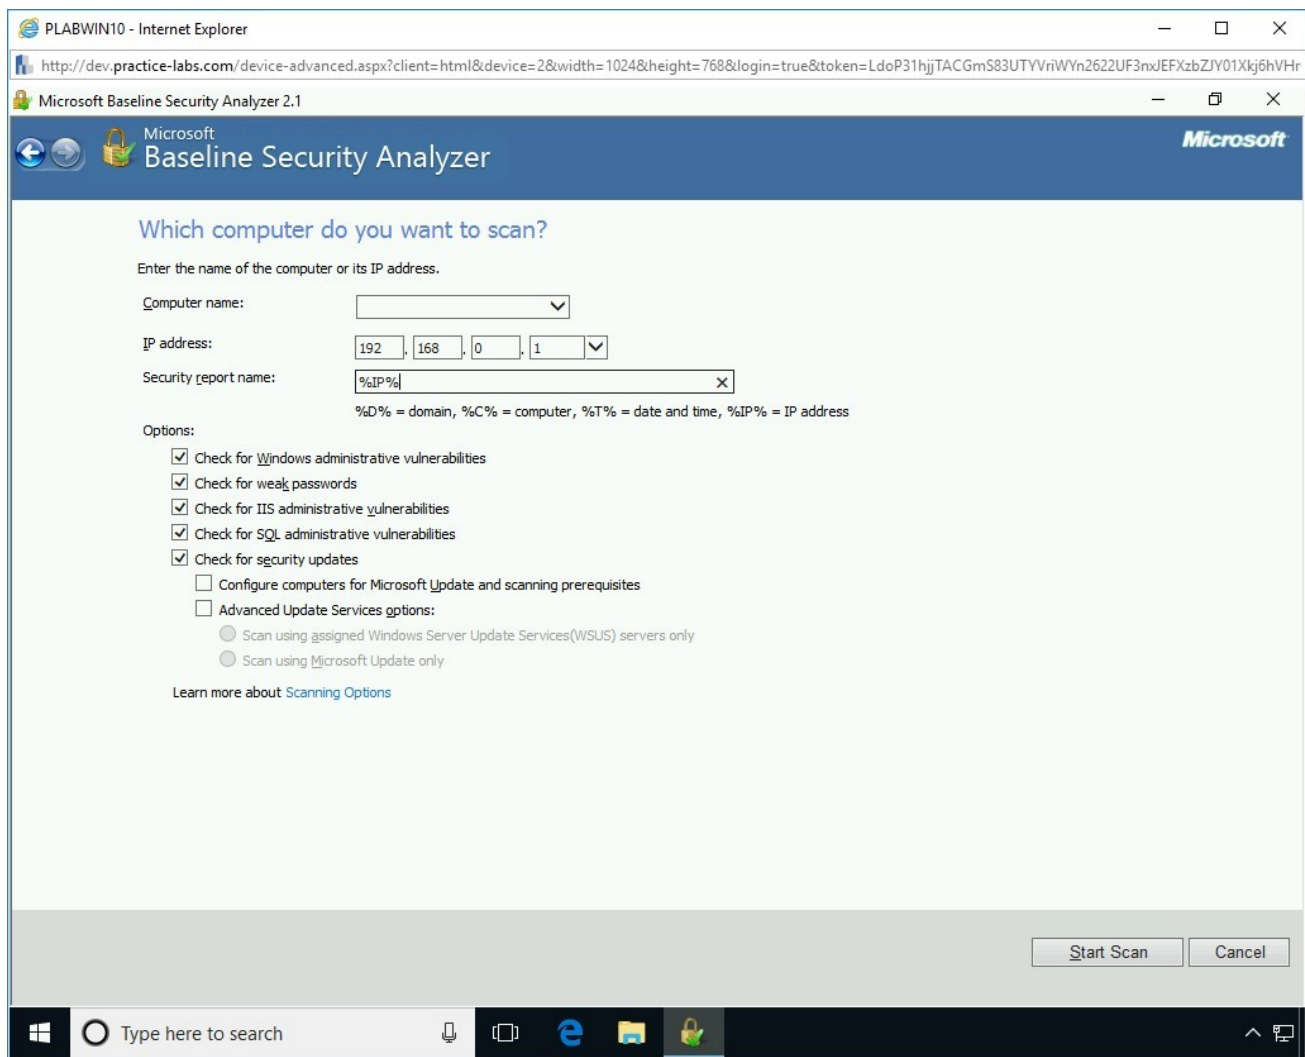 PLABWIN10 - Internet Explorer
http://dev.practice-labs.com/device-advanced.aspx?client=html&device=2&width=1024&height=768&login=true&token=LdoP31hjjTACGmS83UTYVriWYn2622UF3nxJEFXzbZJY01Xkj6hVHr
Microsoft Baseline Security Analyzer 2.1
Microsoft
Baseline Security Analyzer
Microsoft
Which computer do you want to scan?
Enter the name of the computer or its IP address.
Computer name:
IP address: 192 . 168 . 0 . 1
Security report name: %IP%
%D% = domain, %C% = computer, %T% = date and time, %IP% = IP address
Options:
Check for Windows administrative vulnerabilities
Check for weak passwords
Check for IIS administrative vulnerabilities
Check for SQL administrative vulnerabilities
Check for security updates
Configure computers for Microsoft Update and scanning prerequisites
Advanced Update Services options:
Scan using assigned Windows Server Update Services(WSUS) servers only
Scan using Microsoft Update only
Learn more about Scanning Options
Start Scan Cancel
Type here to search